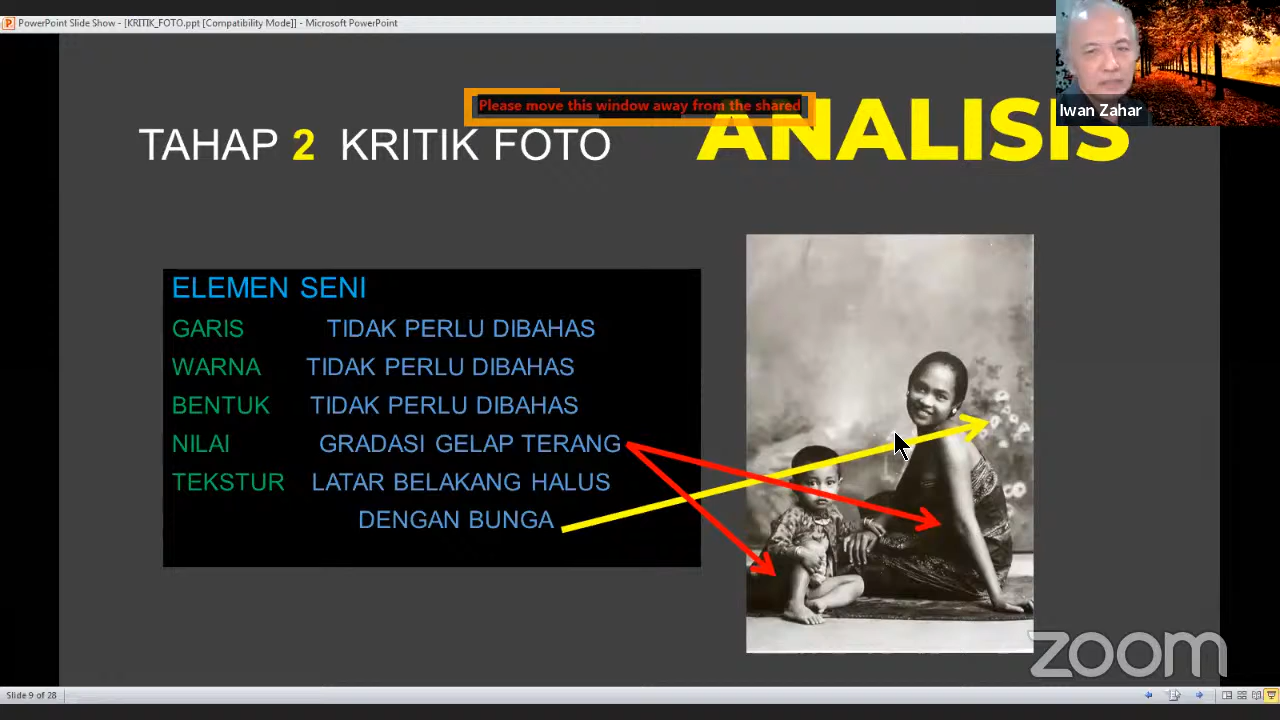 PowerPoint Slide Show - [KRITIK_FOTO.ppt [Compatibility Mode]] - Microsoft PowerPoint
Please move this window away from the shared
Iwan Zahar
TAHAP 2 KRITIK FOTO
ANALISIS
ELEMEN SENI
GARIS TIDAK PERLU DIBAHAS
WARNA TIDAK PERLU DIBAHAS
BENTUK TIDAK PERLU DIBAHAS
NILAI GRADASI GELAP TERANG
TEKSTUR LATAR BELAKANG HALUS
DENGAN BUNGA
zoom
Slide 9 of 28